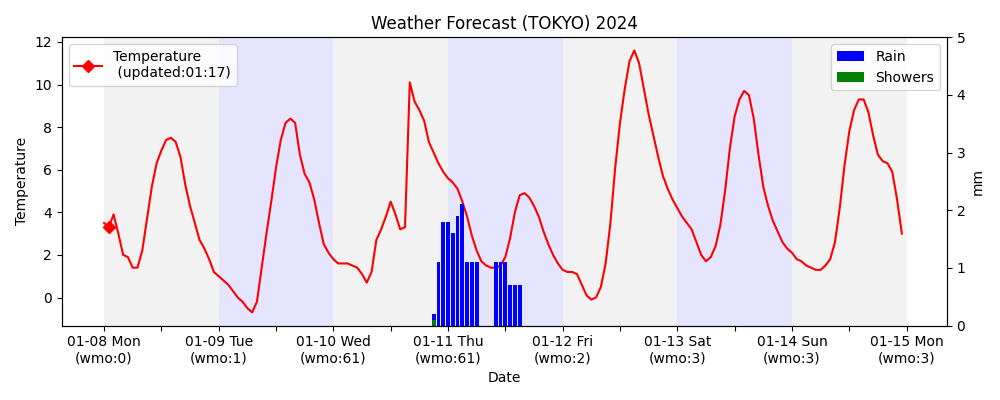 Weather Forecast (TOKYO) 2024
Temperature
(updated:01:17)
Rain
Showers
Temperature
12
10
8
6
4
2
0
5
4
3
2
1
0
mm
01-08 Mon
(wmo:0)
01-09 Tue
(wmo:1)
01-10 Wed
(wmo:61)
01-11 Thu
(wmo:61)
01-12 Fri
(wmo:2)
01-13 Sat
(wmo:3)
01-14 Sun
(wmo:3)
01-15 Mon
(wmo:3)
Date